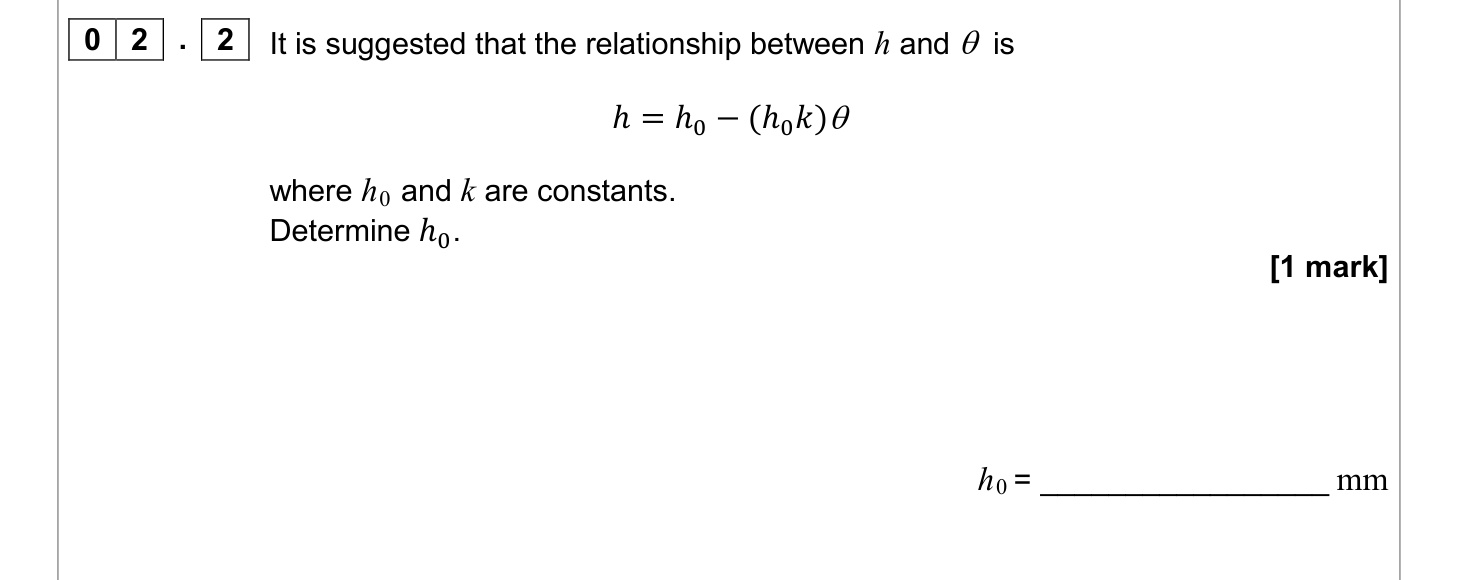 0 2 . 2 It is suggested that the relationship between h and θ is
h = h₀ − (h₀k)θ
where h₀ and k are constants.
Determine h₀.
[1 mark]
h₀ = ____________________ mm